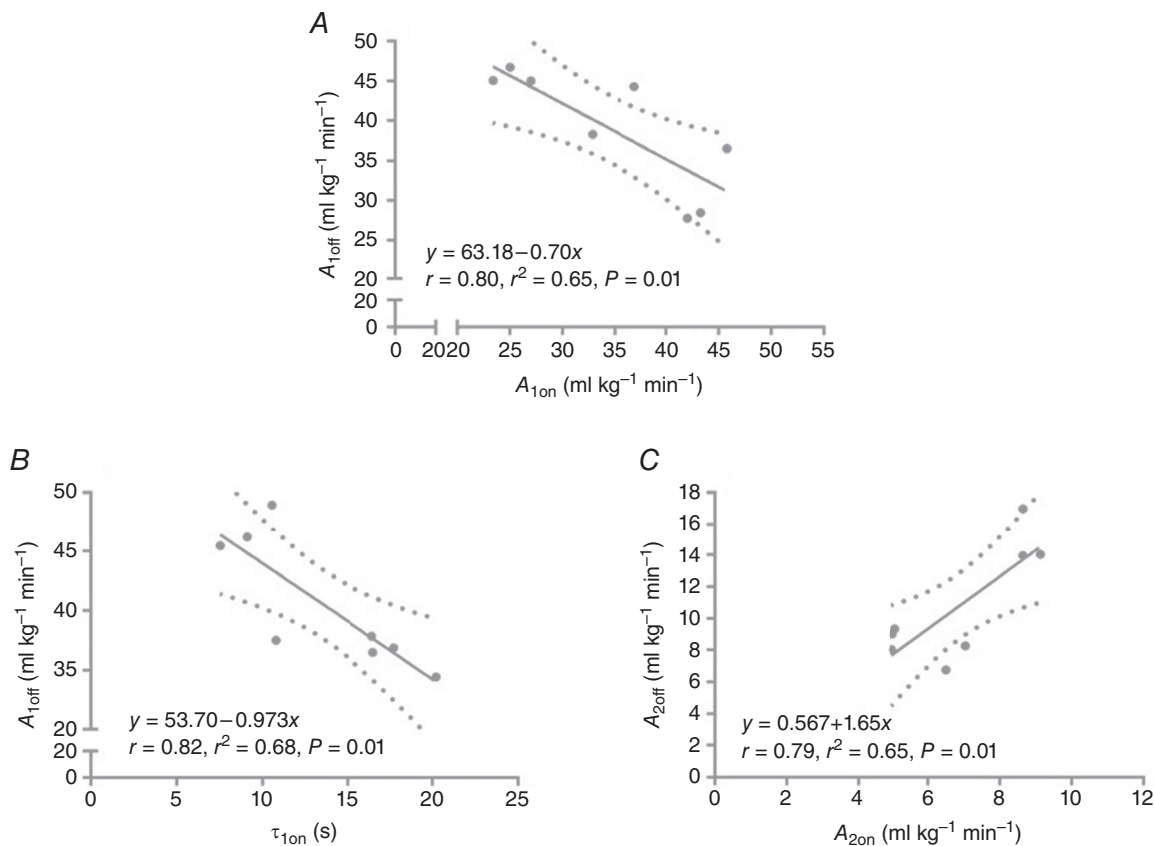 A
50
45
40
35
30
25
20
20
0
A1off (ml kg−1 min−1)
y = 63.18−0.70x
r = 0.80, r2 = 0.65, P = 0.01
0 20 20 25 30 35 40 45 50 55
A1on (ml kg−1 min−1)
B
50
45
40
35
20
20
0
A1off (ml kg−1 min−1)
y = 53.70−0.973x
r = 0.82, r2 = 0.68, P = 0.01
0 5 10 15 20 25
τ1on (s)
C
18
16
14
12
10
8
6
4
2
0
A2off (ml kg−1 min−1)
y = 0.567+1.65x
r = 0.79, r2 = 0.65, P = 0.01
0 2 4 6 8 10 12
A2on (ml kg−1 min−1)